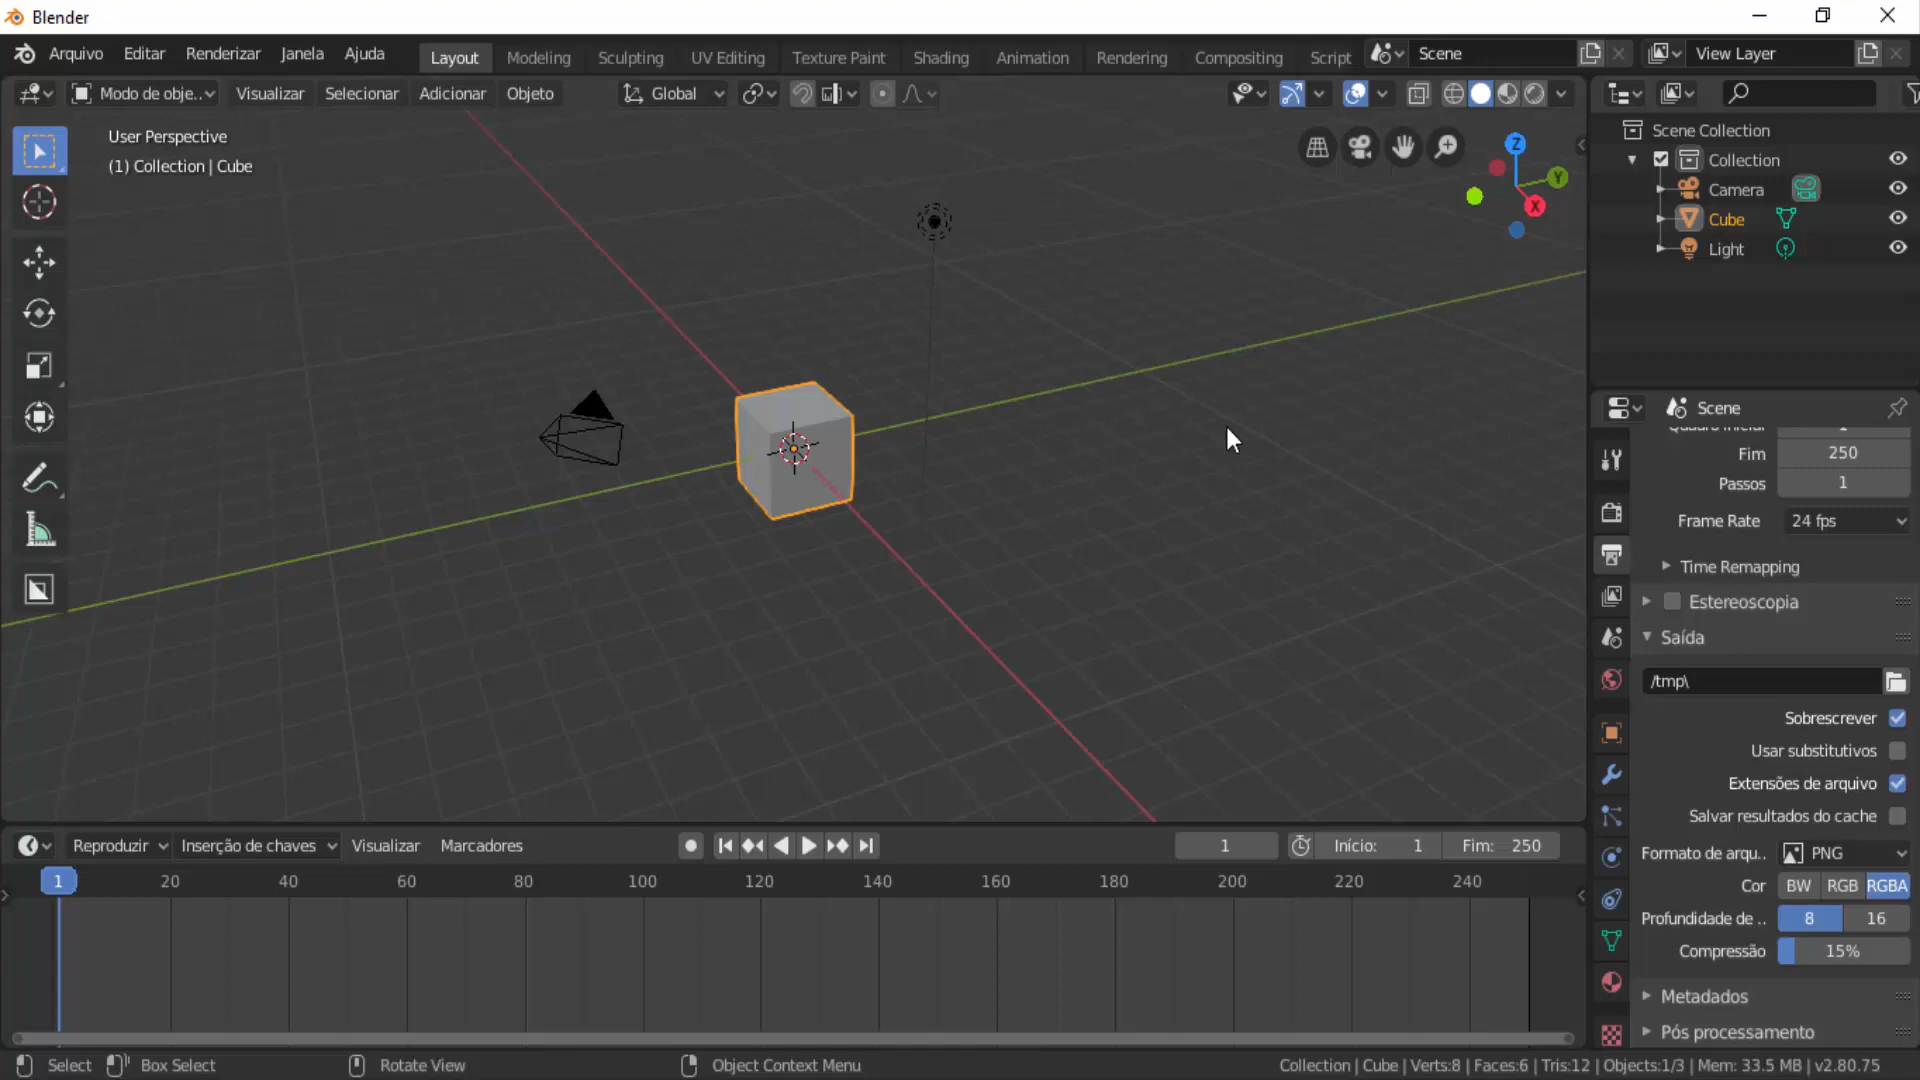 Blender
Arquivo Editar Renderizar Janela Ajuda Layout Modeling Sculpting UV Editing Texture Paint Shading Animation Rendering Compositing Script Scene View Layer
Modo de obje.. Visualizar Selecionar Adicionar Objeto Global
User Perspective
(1) Collection | Cube
Z
Y
X
Scene Collection
Collection
Camera
Cube
Light
Scene
Quadro Inicial 1
Fim 250
Passos 1
Frame Rate 24 fps
Time Remapping
Estereoscopia
Saída
/tmp\
Sobrescrever
Usar substitutivos
Extensões de arquivo
Salvar resultados do cache
Formato de arqu.. PNG
Cor BW RGB RGBA
Profundidade de .. 8 16
Compressão 15%
Metadados
Pós processamento
Reproduzir Inserção de chaves Visualizar Marcadores 1 Início: 1 Fim: 250
1 20 40 60 80 100 120 140 160 180 200 220 240
Select Box Select Rotate View Object Context Menu Collection | Cube | Verts:8 | Faces:6 | Tris:12 | Objects:1/3 | Mem: 33.5 MB | v2.80.75